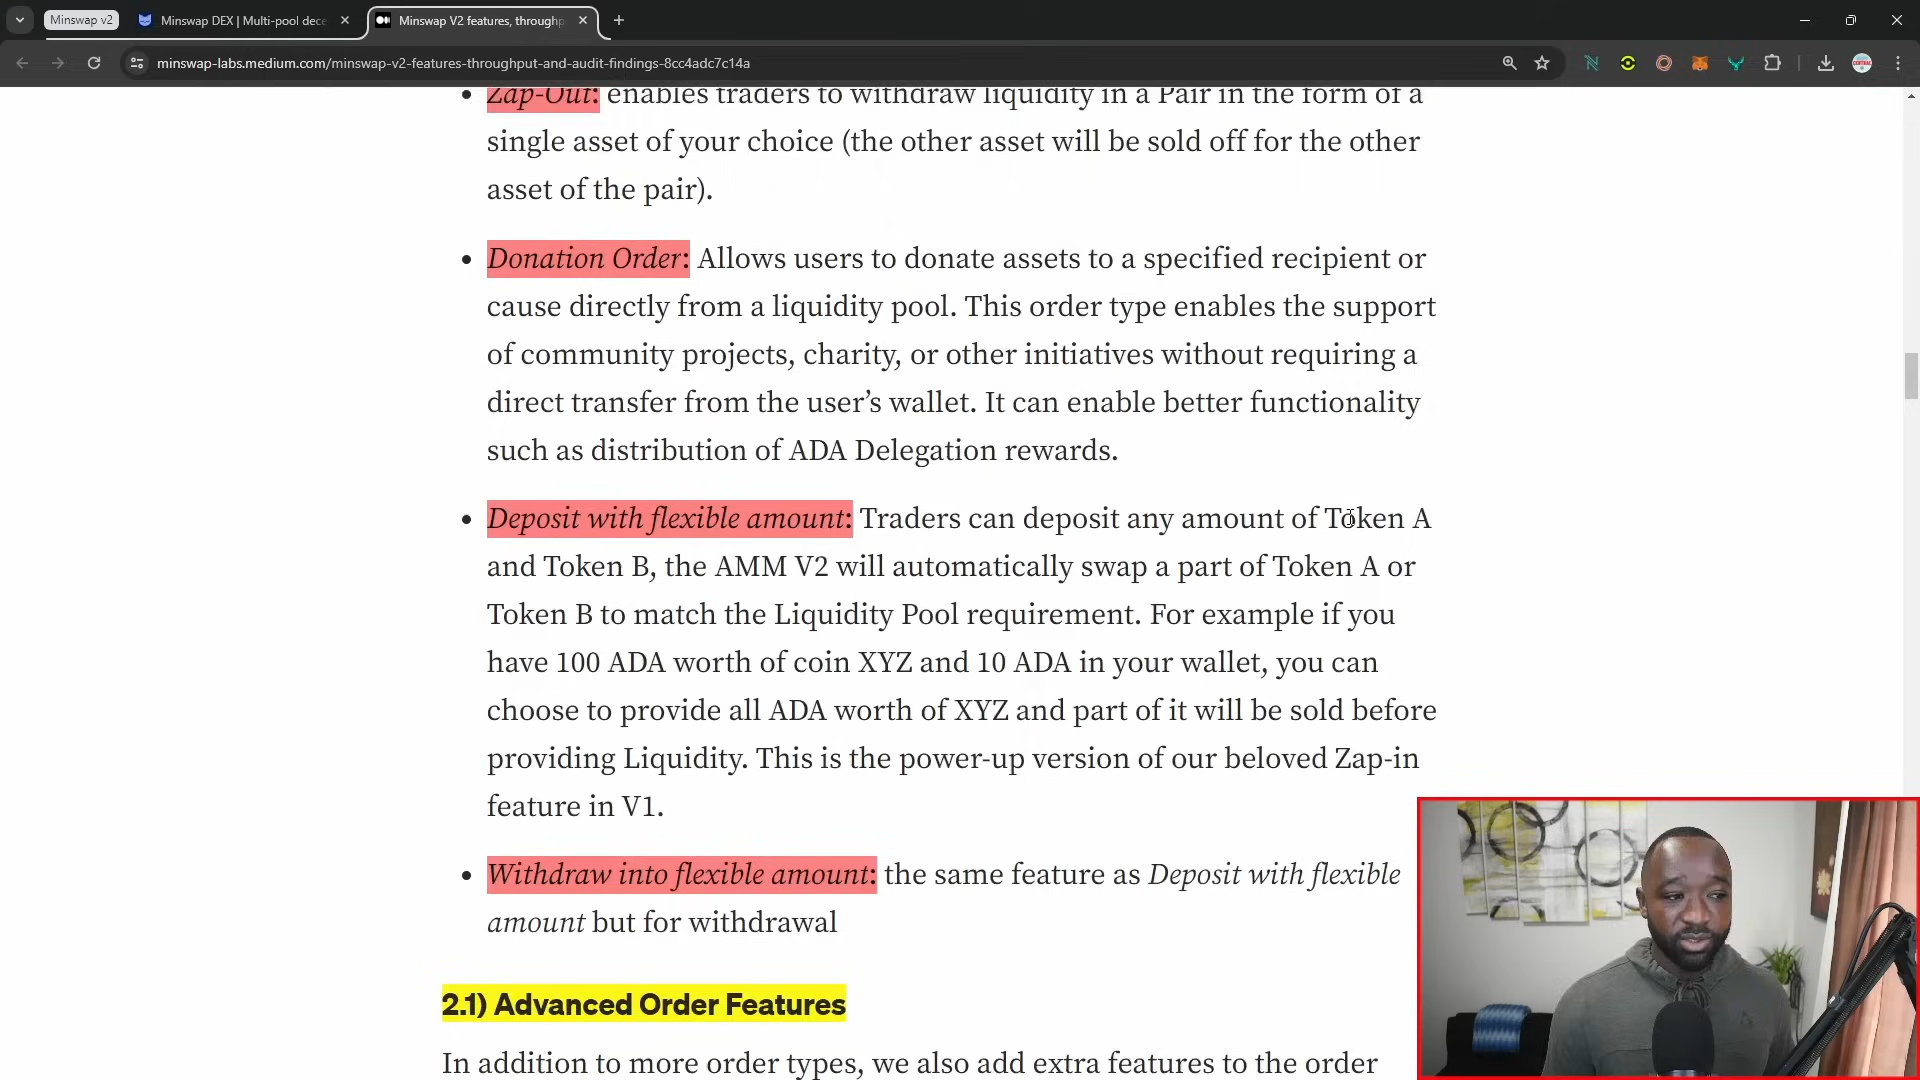 Minswap v2
Minswap DEX | Multi-pool dece
Minswap V2 features, throughp
minswap-labs.medium.com/minswap-v2-features-throughput-and-audit-findings-8cc4adc7c14a
Zap-Out: enables traders to withdraw liquidity in a Pair in the form of a
single asset of your choice (the other asset will be sold off for the other
asset of the pair).
Donation Order: Allows users to donate assets to a specified recipient or
cause directly from a liquidity pool. This order type enables the support
of community projects, charity, or other initiatives without requiring a
direct transfer from the user’s wallet. It can enable better functionality
such as distribution of ADA Delegation rewards.
Deposit with flexible amount: Traders can deposit any amount of Token A
and Token B, the AMM V2 will automatically swap a part of Token A or
Token B to match the Liquidity Pool requirement. For example if you
have 100 ADA worth of coin XYZ and 10 ADA in your wallet, you can
choose to provide all ADA worth of XYZ and part of it will be sold before
providing Liquidity. This is the power-up version of our beloved Zap-in
feature in V1.
Withdraw into flexible amount: the same feature as Deposit with flexible
amount but for withdrawal
2.1) Advanced Order Features
In addition to more order types, we also add extra features to the order